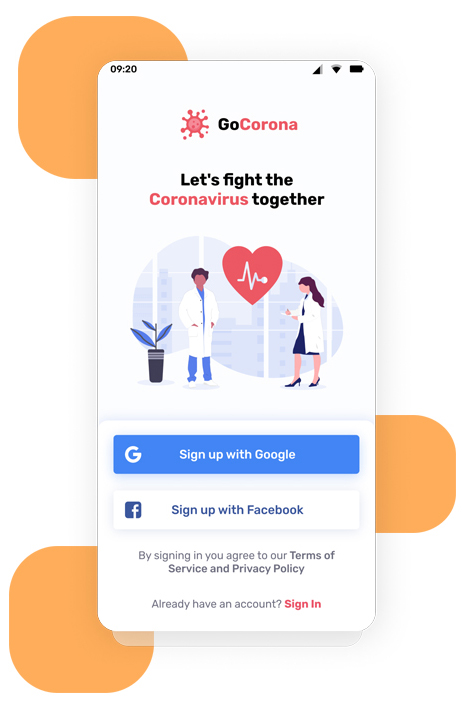 09:20
GoCorona
Let's fight the
Coronavirus together
Sign up with Google
Sign up with Facebook
By signing in you agree to our Terms of
Service and Privacy Policy
Already have an account? Sign In